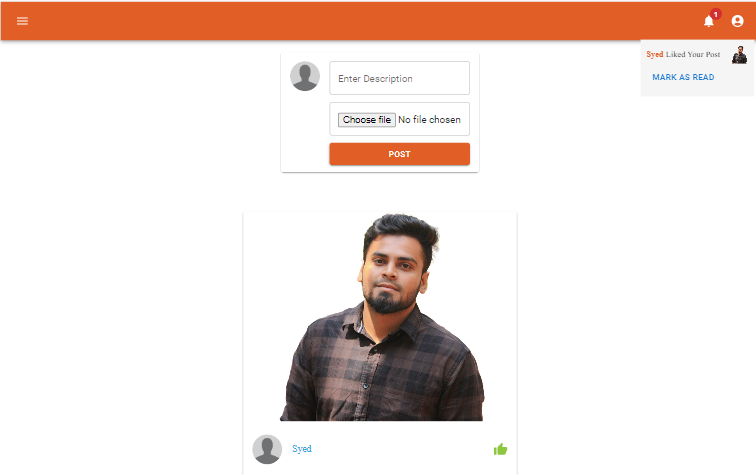 1
Syed Liked Your Post
MARK AS READ
Enter Description
Choose file No file chosen
POST
Syed